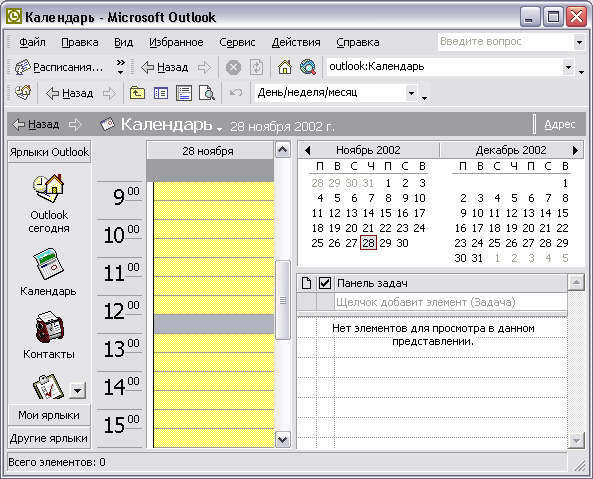 Календарь - Microsoft Outlook
Файл Правка Вид Избранное Сервис Действия Справка Введите вопрос
Расписания... » Назад outlook:Календарь
Назад День/неделя/месяц
Назад Календарь 28 ноября 2002 г. Адрес
Ярлыки Outlook
Outlook
сегодня
Календарь
Контакты
Мои ярлыки
Другие ярлыки
28 ноября
9 00
10 00
11 00
12 00
13 00
14 00
15 00
Ноябрь 2002
П В С Ч П С В
28 29 30 31 1 2 3
4 5 6 7 8 9 10
11 12 13 14 15 16 17
18 19 20 21 22 23 24
25 26 27 28 29 30
Декабрь 2002
П В С Ч П С В
1
2 3 4 5 6 7 8
9 10 11 12 13 14 15
16 17 18 19 20 21 22
23 24 25 26 27 28 29
30 31 1 2 3 4 5
Панель задач
Щелчок добавит элемент (Задача)
Нет элементов для просмотра в данном
представлении.
Всего элементов: 0